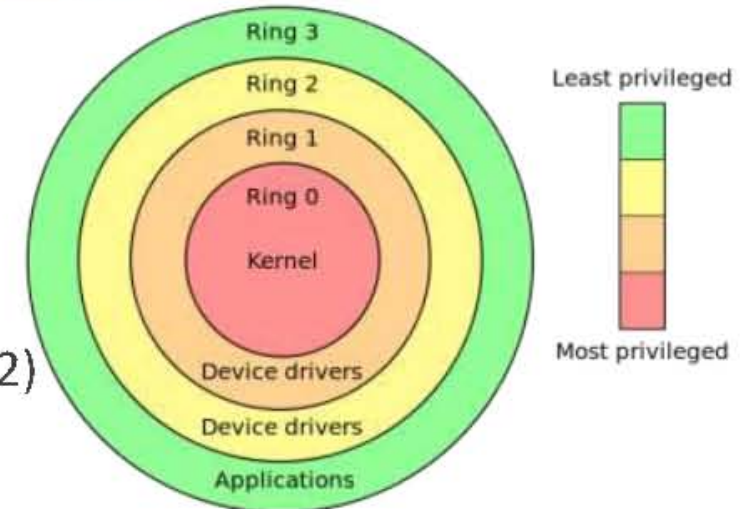 Ring 3
Ring 2
Ring 1
Ring 0
Kernel
Device drivers
Device drivers
Applications
2)
Least privileged
Most privileged